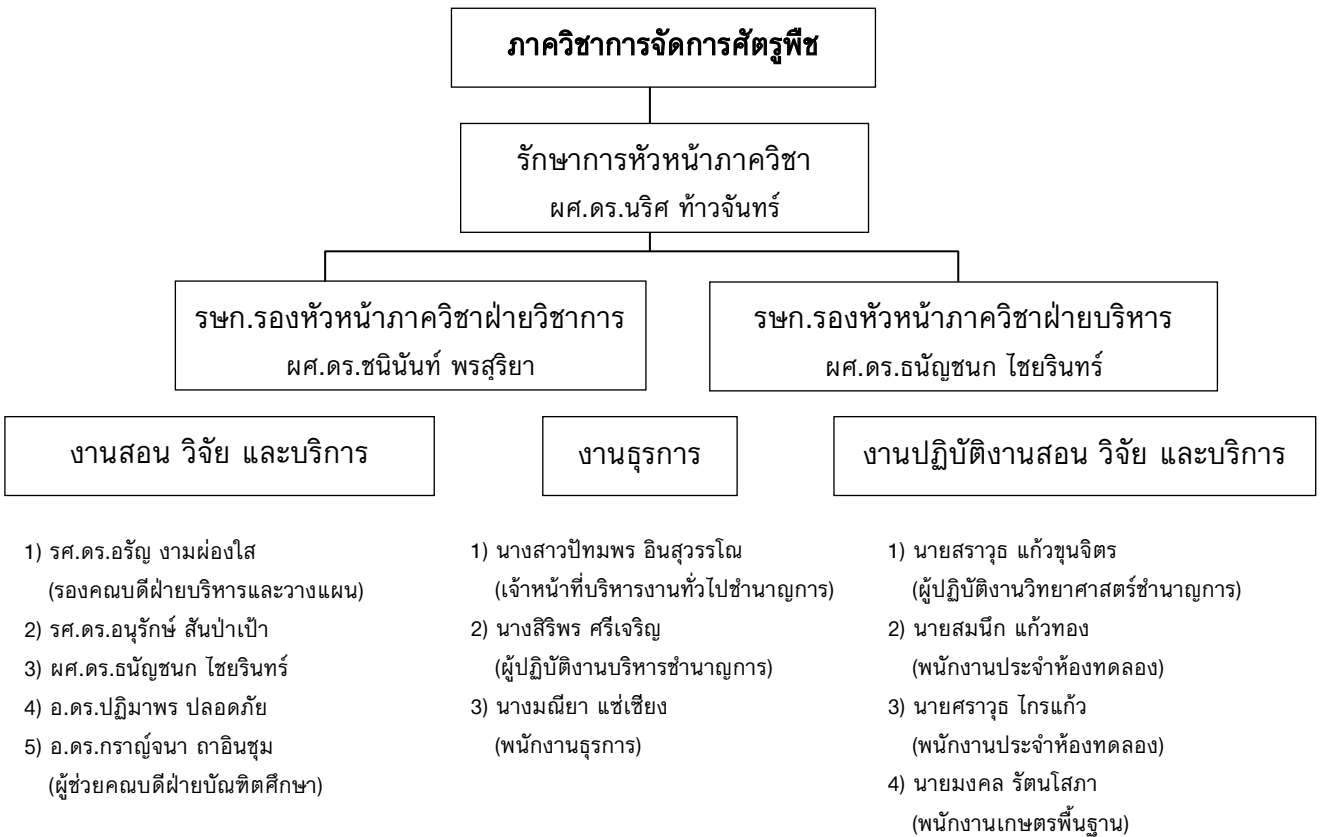 ภาควิชาการจัดการศัตรูพืช
รักษาการหัวหน้าภาควิชา
ผศ.ดร.นริศ ท้าวจันทร์
รษก.รองหัวหน้าภาควิชาฝ่ายวิชาการ
ผศ.ดร.ชนินันท์ พรสุริยา
รษก.รองหัวหน้าภาควิชาฝ่ายบริหาร
ผศ.ดร.ธนัญชนก ไชยรินทร์
งานสอน วิจัย และบริการ
1) รศ.ดร.อรัญ งามผ่องใส
(รองคณบดีฝ่ายบริหารและวางแผน)
2) รศ.ดร.อนุรักษ์ สันป่าเป้า
3) ผศ.ดร.ธนัญชนก ไชยรินทร์
4) อ.ดร.ปฏิมาพร ปลอดภัย
5) อ.ดร.กราญ์จนา ถาอินชุม
(ผู้ช่วยคณบดีฝ่ายบัณฑิตศึกษา)
งานธุรการ
1) นางสาวปัทมพร อินสุวรรโณ
(เจ้าหน้าที่บริหารงานทั่วไปชำนาญการ)
2) นางสิริพร ศรีเจริญ
(ผู้ปฏิบัติงานบริหารชำนาญการ)
3) นางมณียา แซ่เซียง
(พนักงานธุรการ)
งานปฏิบัติงานสอน วิจัย และบริการ
1) นายสราวุธ แก้วขุนจิตร
(ผู้ปฏิบัติงานวิทยาศาสตร์ชำนาญการ)
2) นายสมนึก แก้วทอง
(พนักงานประจำห้องทดลอง)
3) นายศราวุธ ไกรแก้ว
(พนักงานประจำห้องทดลอง)
4) นายมงคล รัตนโสภา
(พนักงานเกษตรพื้นฐาน)